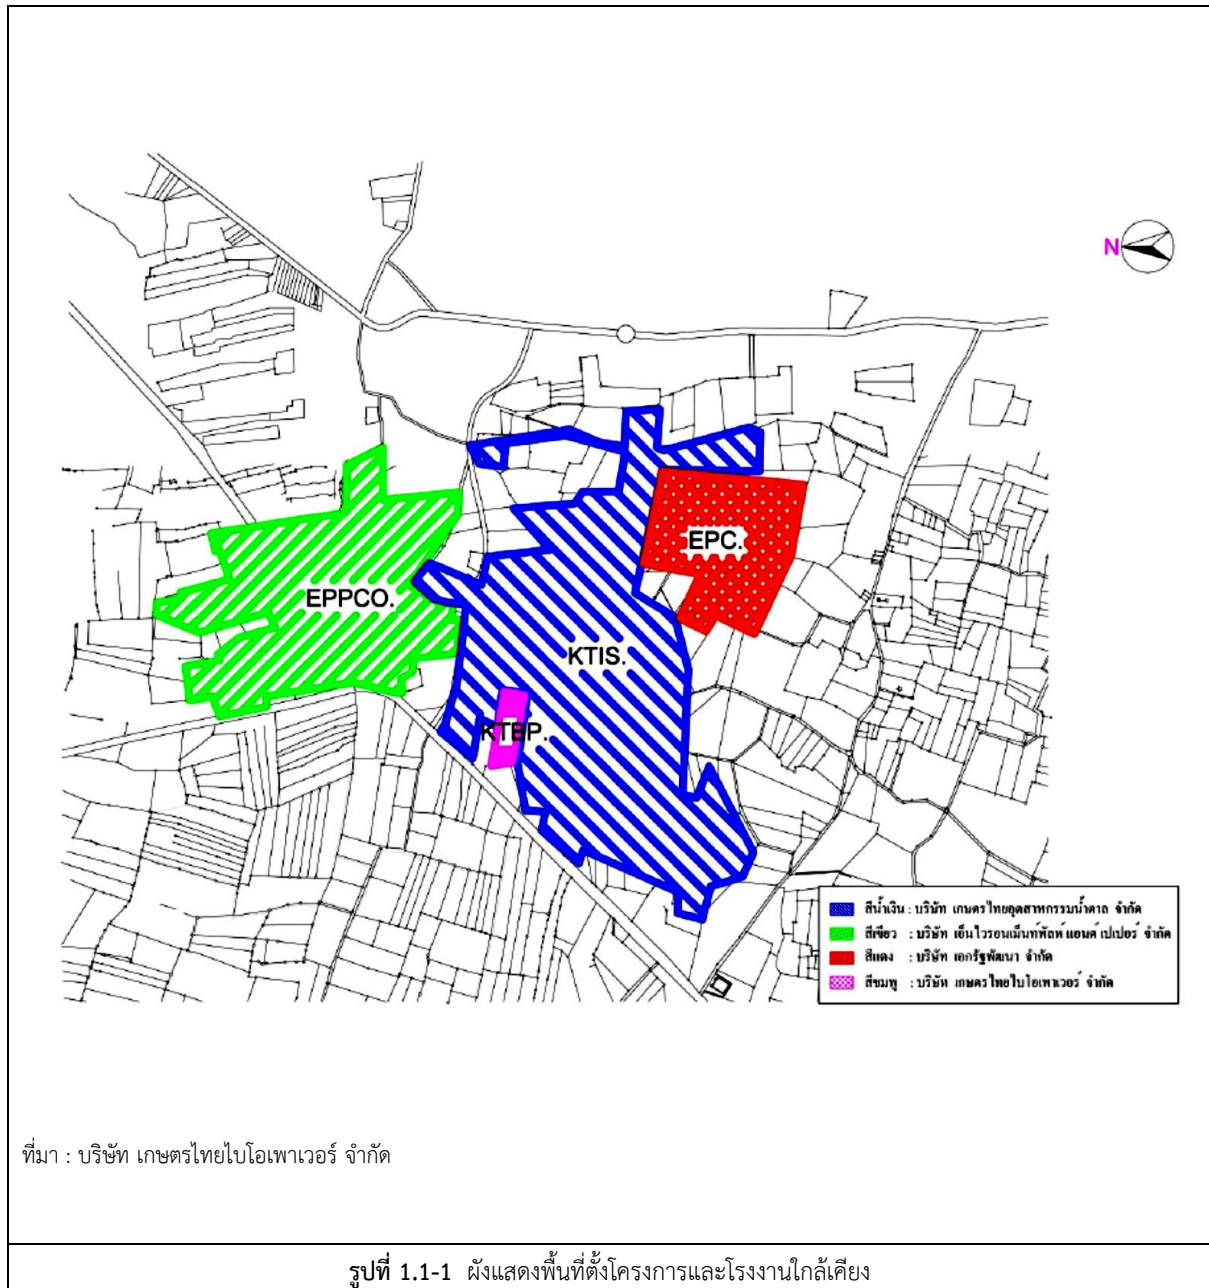 N
EPC.
EPPCO.
KTIS.
KTBP.
สีน้ำเงิน : บริษัท เกษตรไทยอุตสาหกรรมน้ำตาล จำกัด
สีเขียว : บริษัท เอ็นไวรอนเม็นท์พัลพ์ แอนด์ เปเปอร์ จำกัด
สีแดง : บริษัท เอกรัฐพัฒนา จำกัด
สีชมพู : บริษัท เกษตรไทยไบโอเพาเวอร์ จำกัด
ที่มา : บริษัท เกษตรไทยไบโอเพาเวอร์ จำกัด
รูปที่ 1.1-1 ผังแสดงพื้นที่ตั้งโครงการและโรงงานใกล้เคียง